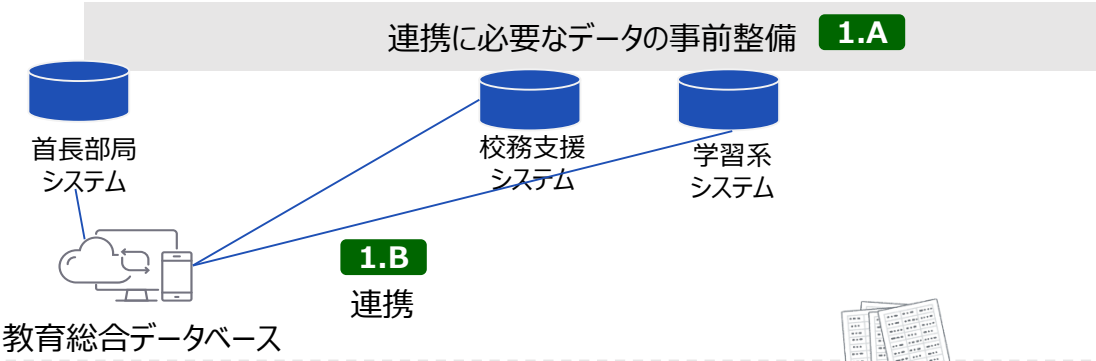 連携に必要なデータの事前整備 1.A
首長部局
システム
校務支援
システム
学習系
システム
1.B
連携
教育総合データベース